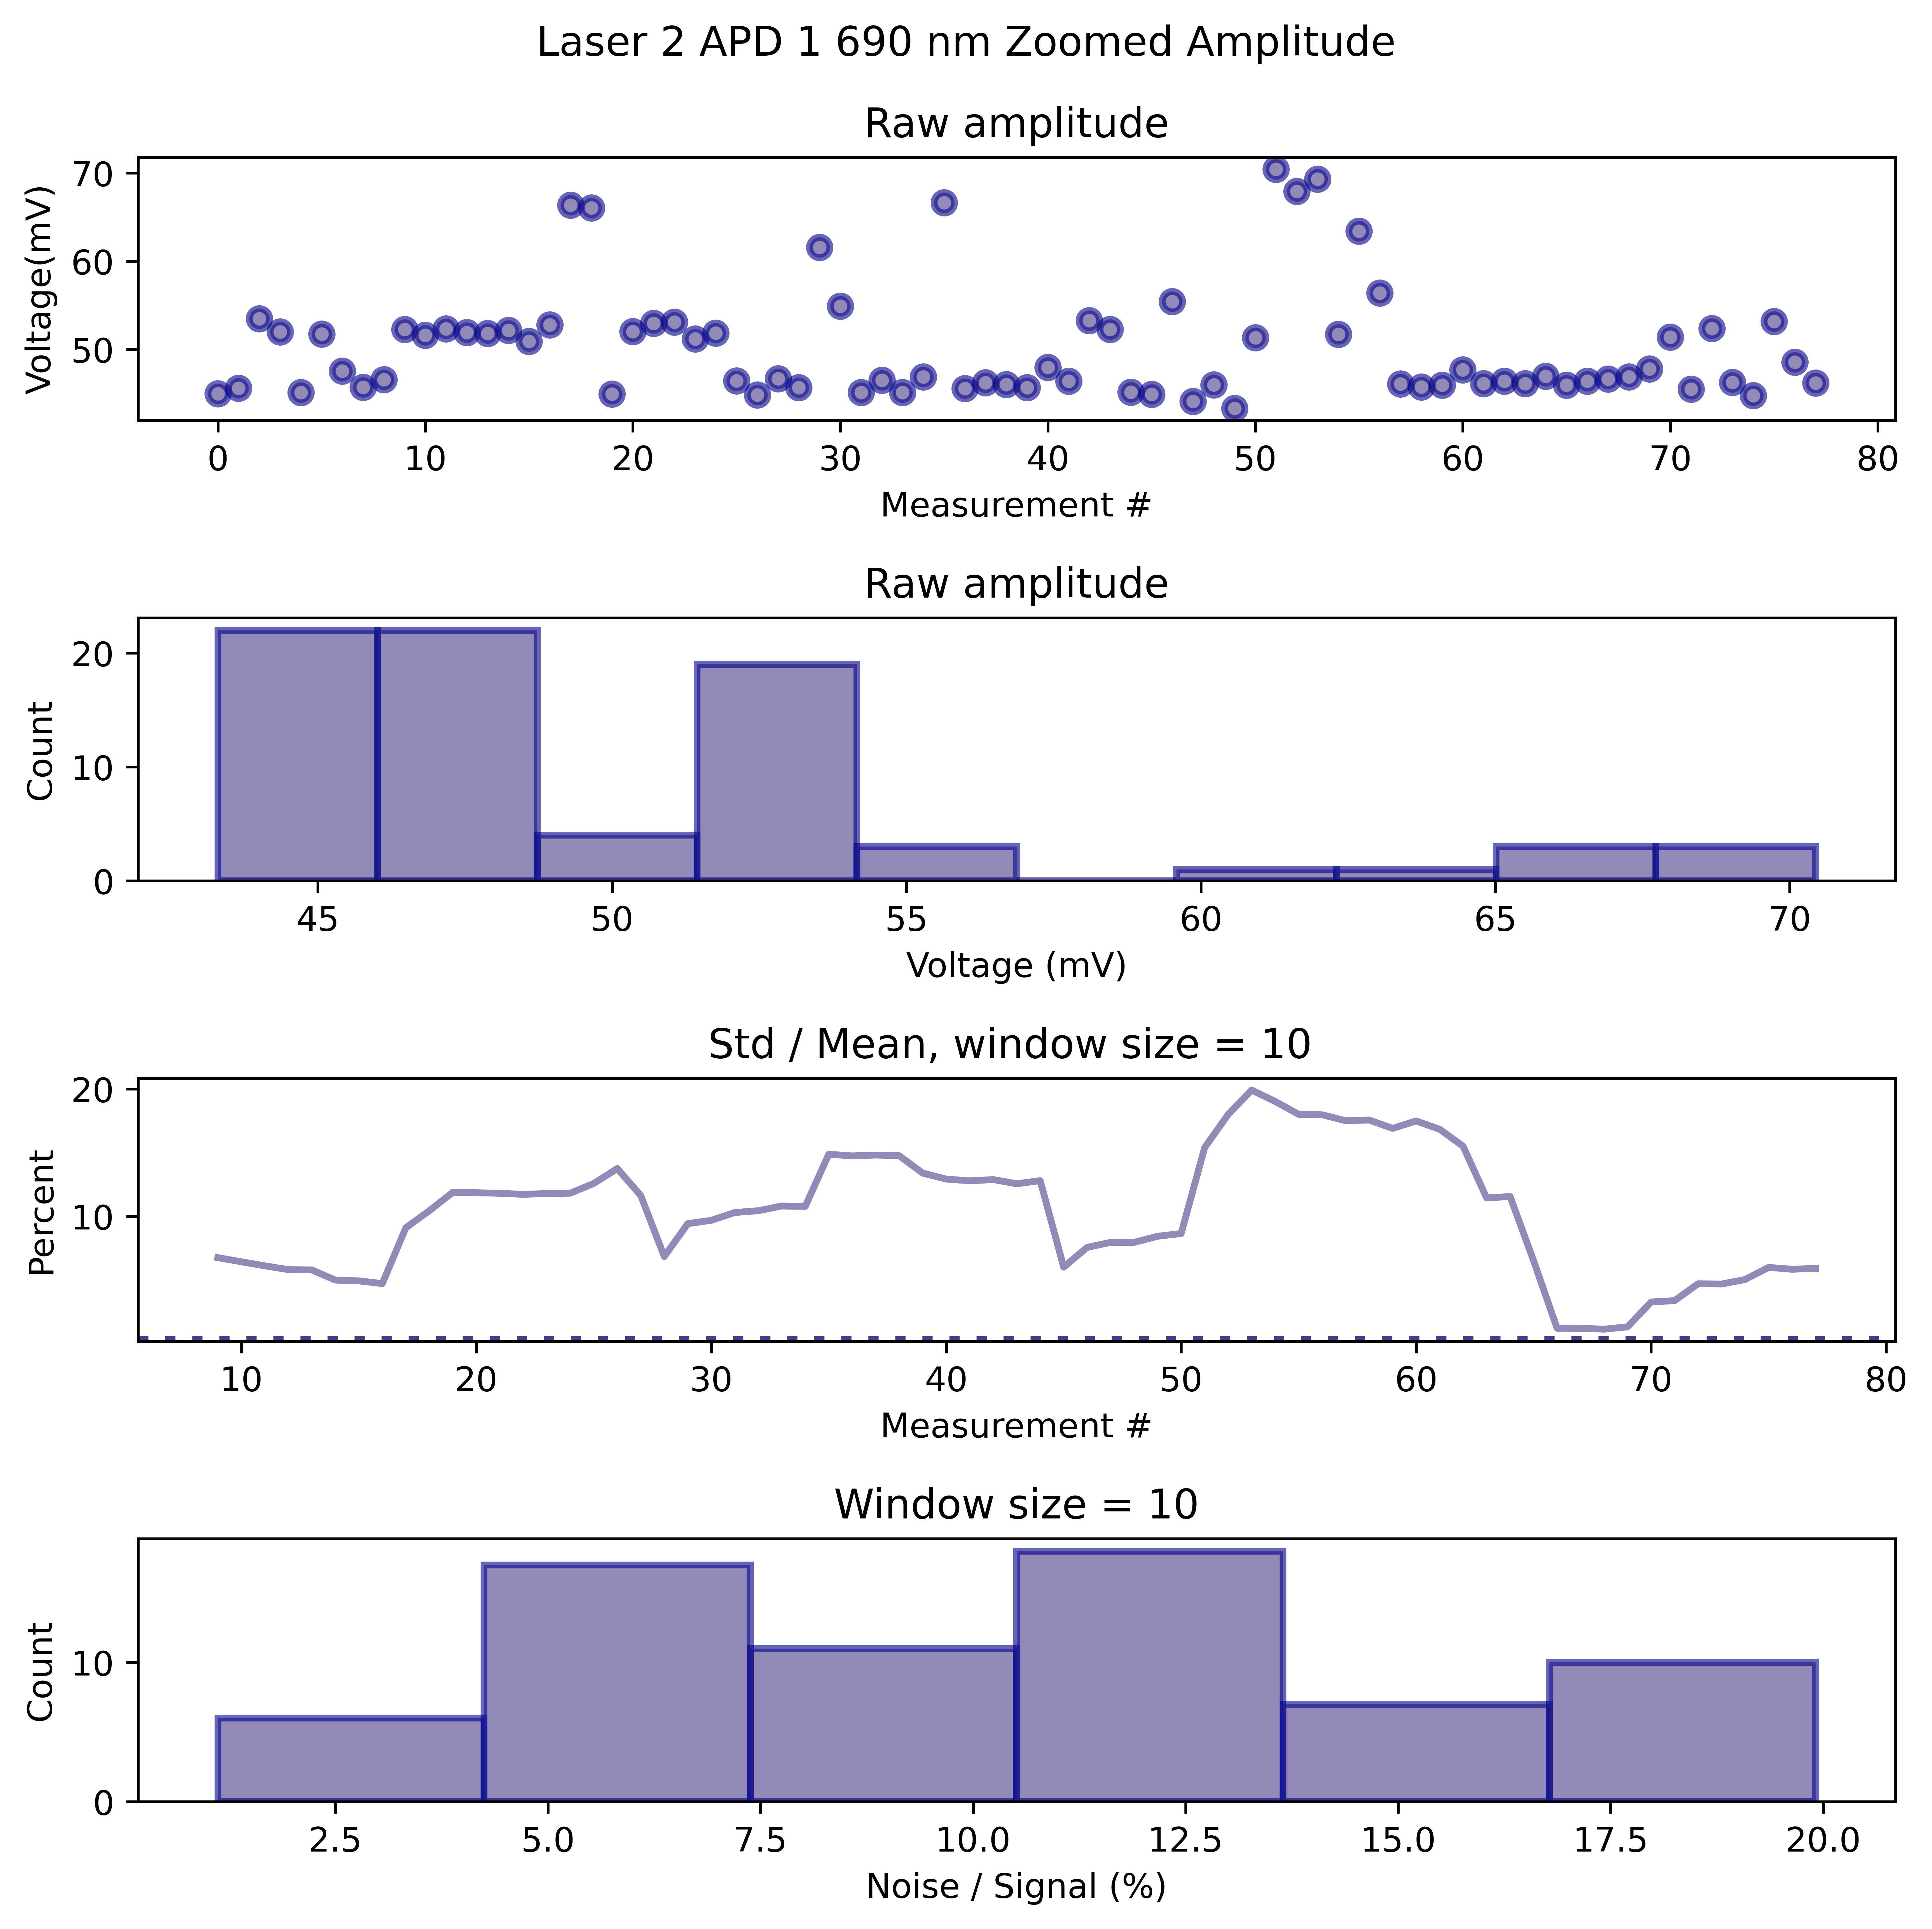 Laser 2 APD 1 690 nm Zoomed Amplitude
Raw amplitude
Voltage(mV)
70
60
50
0 10 20 30 40 50 60 70 80
Measurement #
Raw amplitude
Count
20
10
0
45 50 55 60 65 70
Voltage (mV)
Std / Mean, window size = 10
Percent
20
10
10 20 30 40 50 60 70 80
Measurement #
Window size = 10
Count
10
0
2.5 5.0 7.5 10.0 12.5 15.0 17.5 20.0
Noise / Signal (%)